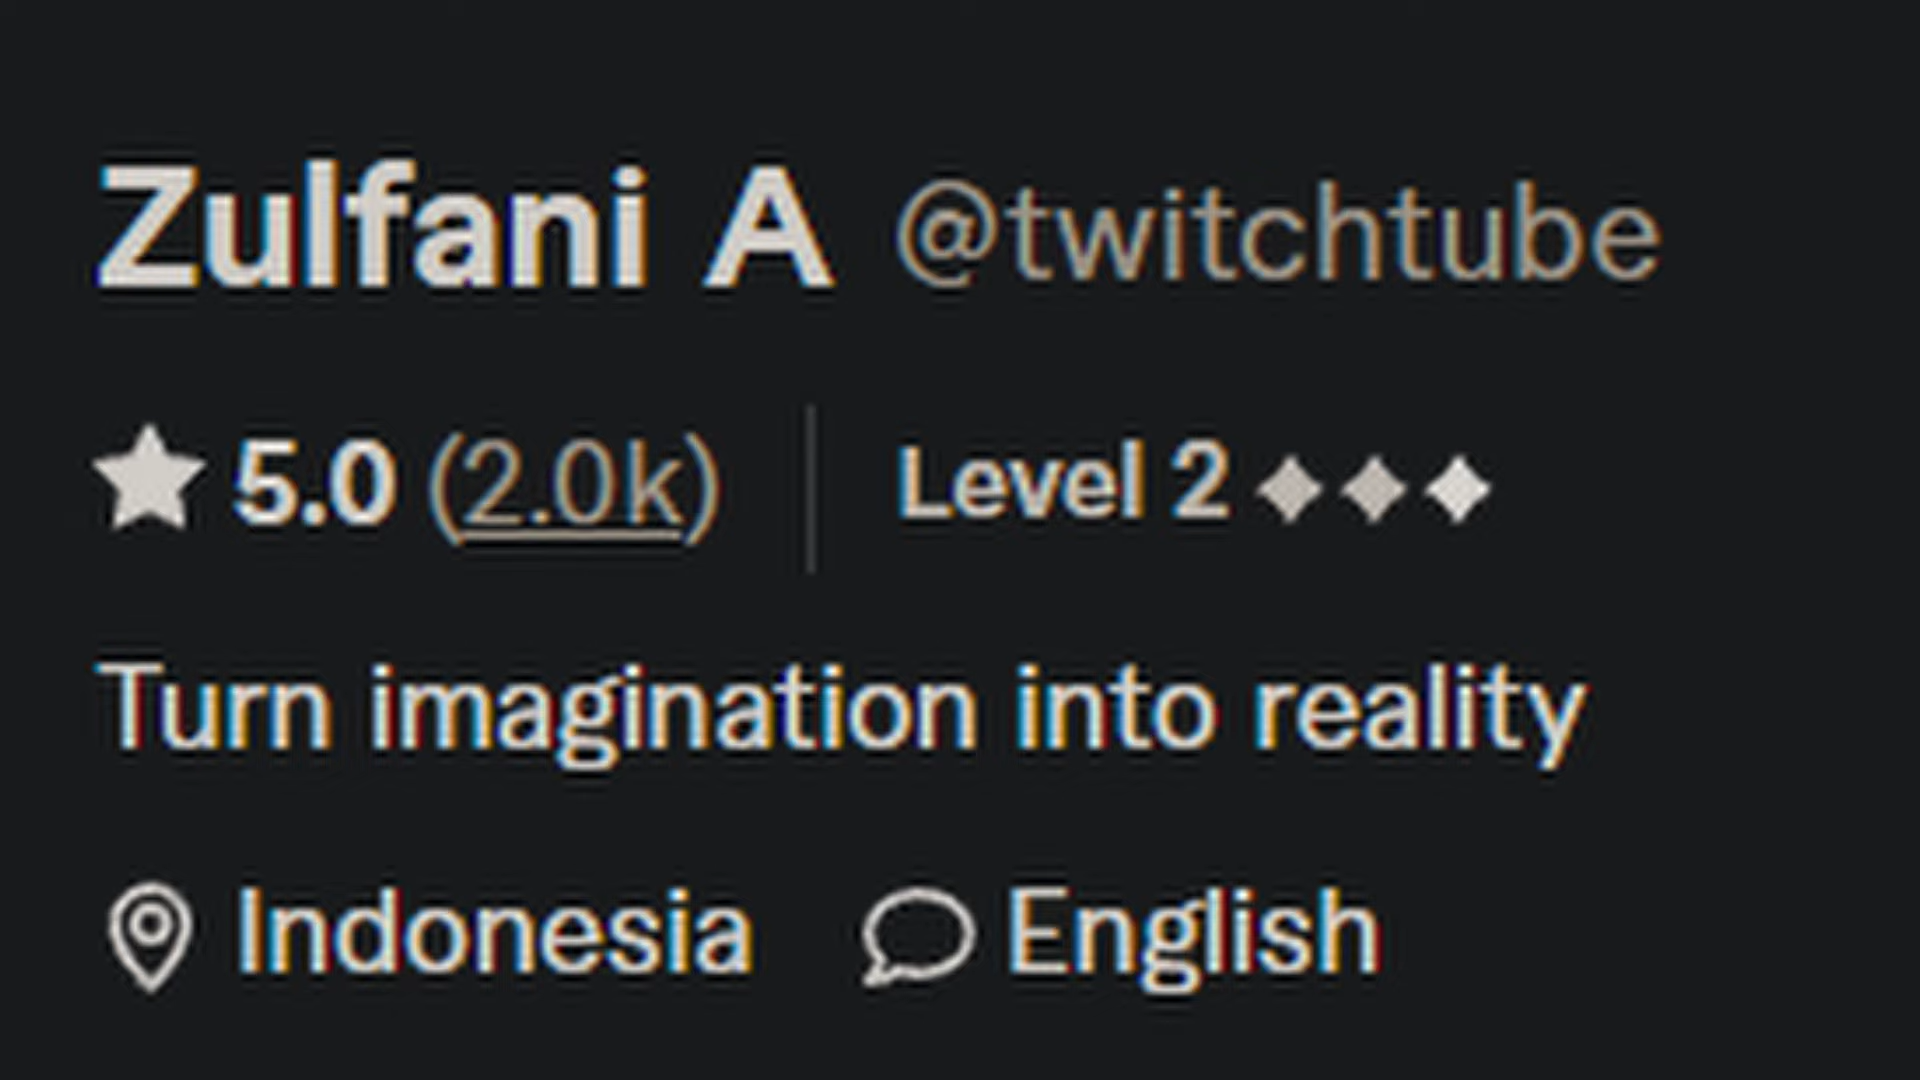 Zulfani A @twitchtube
5.0 (2.0k) Level 2
Turn imagination into reality
Indonesia English